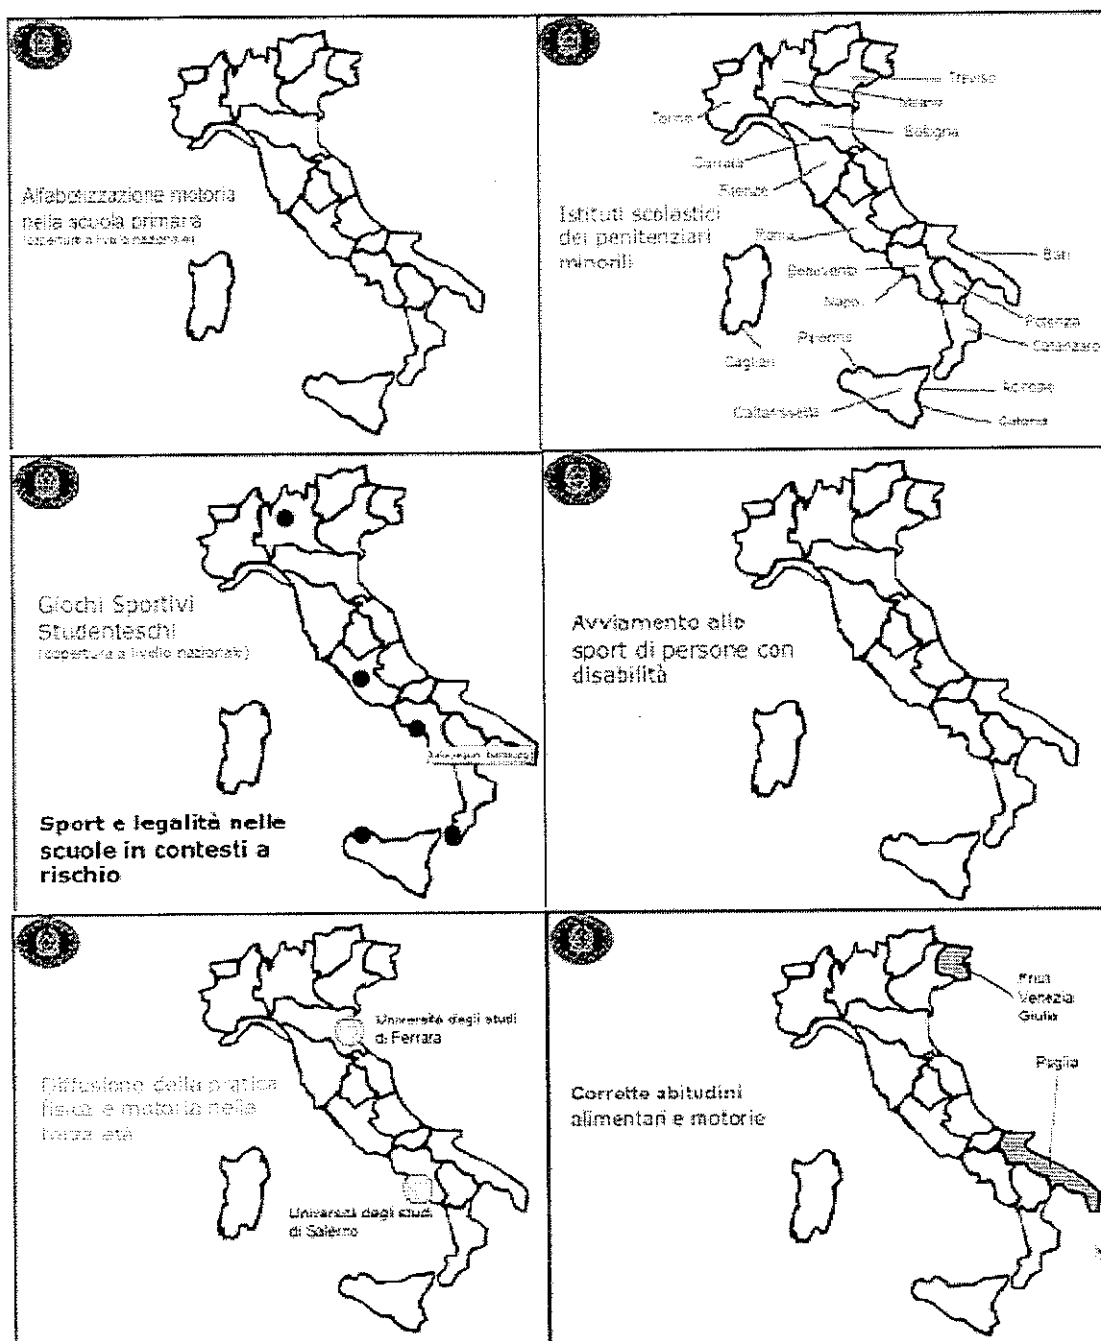 Alfabetizzazione motoria
nella scuola primaria
(copertura a livello nazionale)
Treviso
Milano
Torino
Bologna
Carrara
Firenze
Istituti scolastici
dei penitenziari
minorili
Roma
Bari
Benevento
Napoli
Potenza
Catanzaro
Palermo
Cagliari
Acireale
Caltanissetta
Catania
Giochi Sportivi
Studenteschi
(copertura a livello nazionale)
Sport e legalità nelle
scuole in contesti a
rischio
Avviamento allo
sport di persone con
disabilità
Università degli studi
di Ferrara
Diffusione della pratica
fisica e motoria nella
terza età
Università degli studi
di Salerno
Friuli
Venezia
Giulia
Puglia
Corrette abitudini
alimentari e motorie